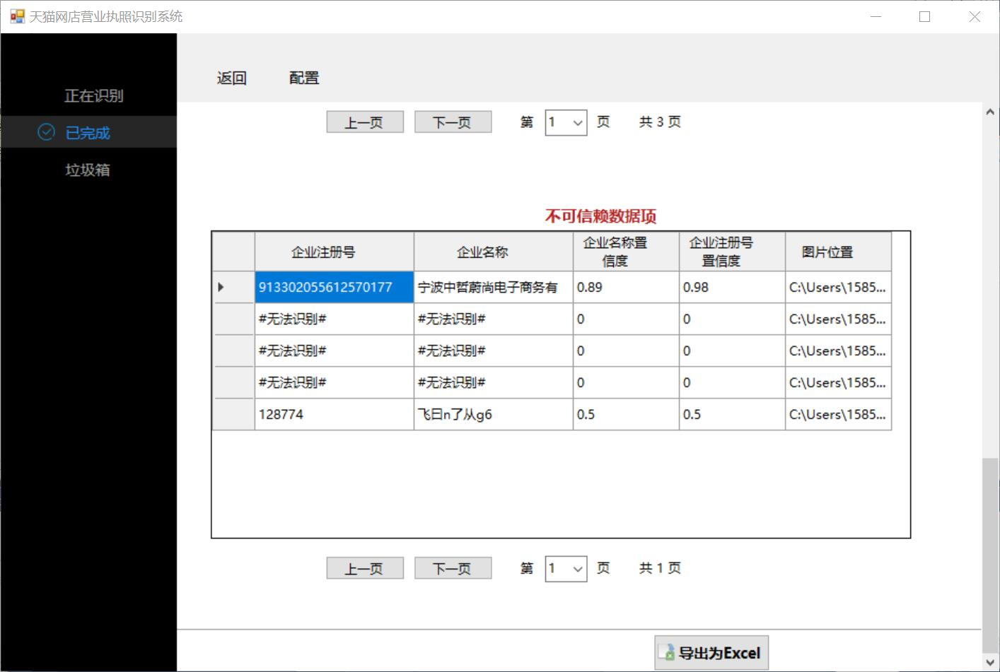 天猫网店营业执照识别系统
返回 配置
正在识别
已完成
垃圾箱
上一页 下一页 第 1 页 共 3 页
不可信赖数据项
企业注册号 企业名称 企业名称置信度 企业注册号置信度 图片位置
913302055612570177 宁波中哲蔚尚电子商务有 0.89 0.98 C:\Users\1585...
#无法识别# #无法识别# 0 0 C:\Users\1585...
#无法识别# #无法识别# 0 0 C:\Users\1585...
#无法识别# #无法识别# 0 0 C:\Users\1585...
128774 飞日n了从g6 0.5 0.5 C:\Users\1585...
上一页 下一页 第 1 页 共 1 页
导出为Excel